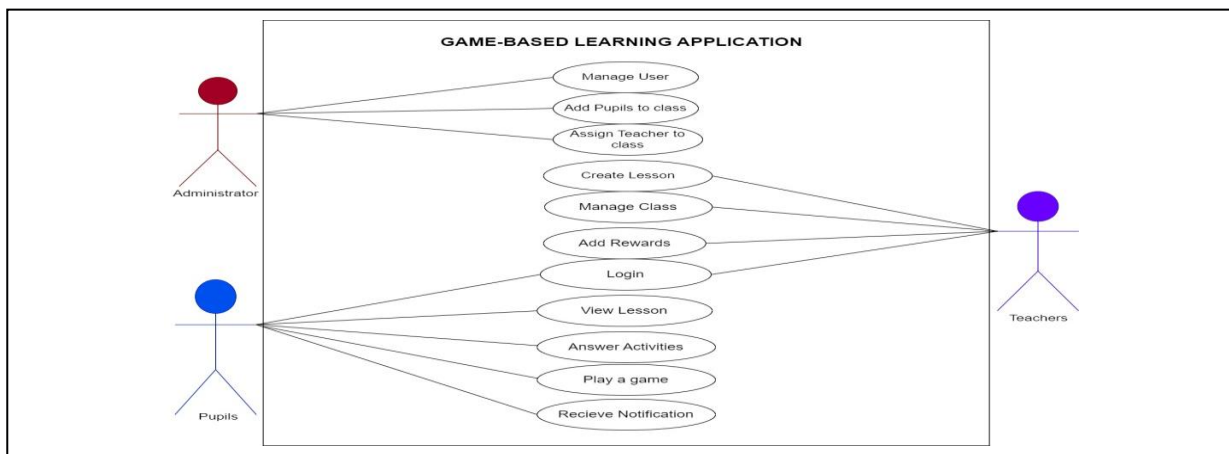 GAME-BASED LEARNING APPLICATION
Manage User
Add Pupils to class
Assign Teacher to
class
Administrator
Create Lesson
Manage Class
Add Rewards
Login
Teachers
View Lesson
Answer Activities
Play a game
Recieve Notification
Pupils